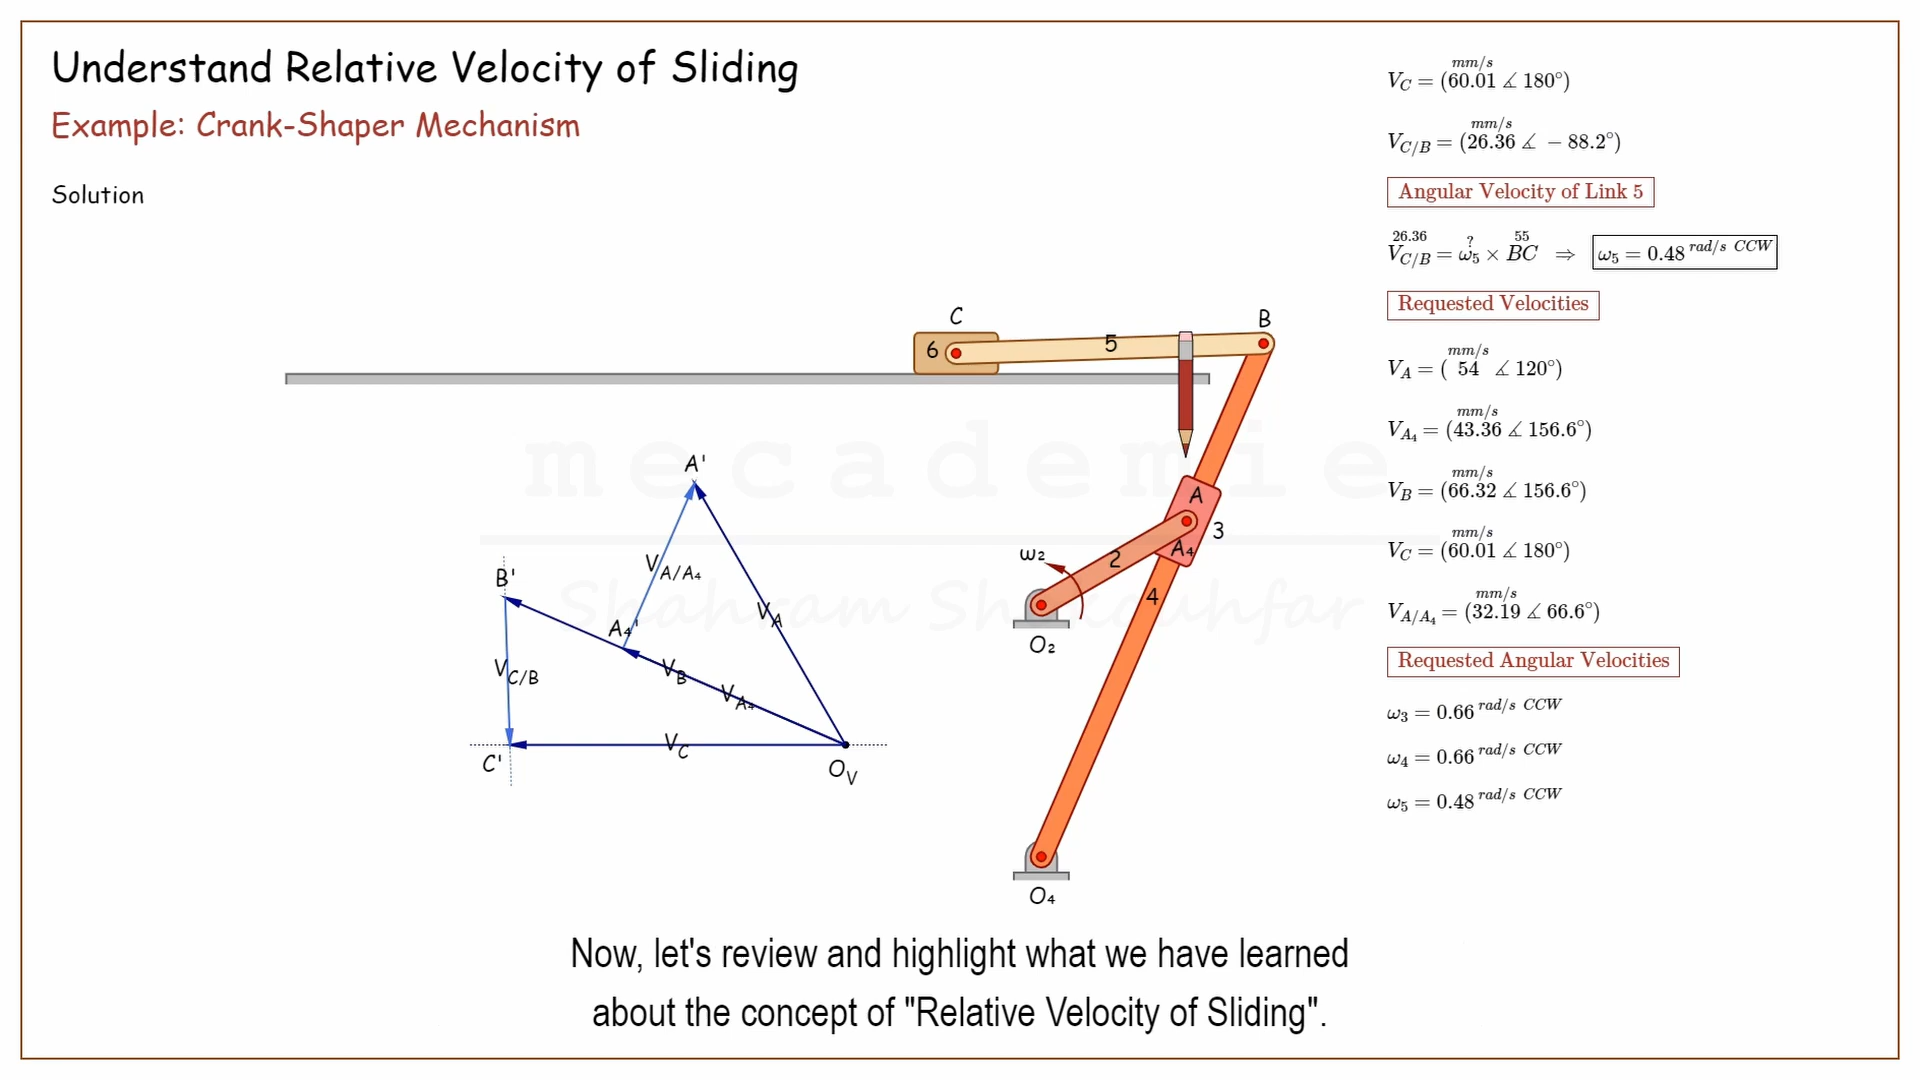 Understand Relative Velocity of Sliding
Example: Crank-Shaper Mechanism
Solution
mecademie
Shahram Shokouhfar
C
6
5
B
A
3
A₄
2
ω₂
O₂
4
O₄
A'
V_A/A₄
V_A
B'
A₄'
V_B
V_A₄
V_C/B
V_C
C'
O_V
mm/s
V_C = (60.01 ∡ 180°)
mm/s
V_C/B = (26.36 ∡ − 88.2°)
Angular Velocity of Link 5
26.36 ? 55
V_C/B = ω₅ × BC ⇒ ω₅ = 0.48 rad/s CCW
Requested Velocities
mm/s
V_A = ( 54 ∡ 120°)
mm/s
V_A₄ = (43.36 ∡ 156.6°)
mm/s
V_B = (66.32 ∡ 156.6°)
mm/s
V_C = (60.01 ∡ 180°)
mm/s
V_A/A₄ = (32.19 ∡ 66.6°)
Requested Angular Velocities
ω₃ = 0.66 rad/s CCW
ω₄ = 0.66 rad/s CCW
ω₅ = 0.48 rad/s CCW
Now, let's review and highlight what we have learned
about the concept of "Relative Velocity of Sliding".